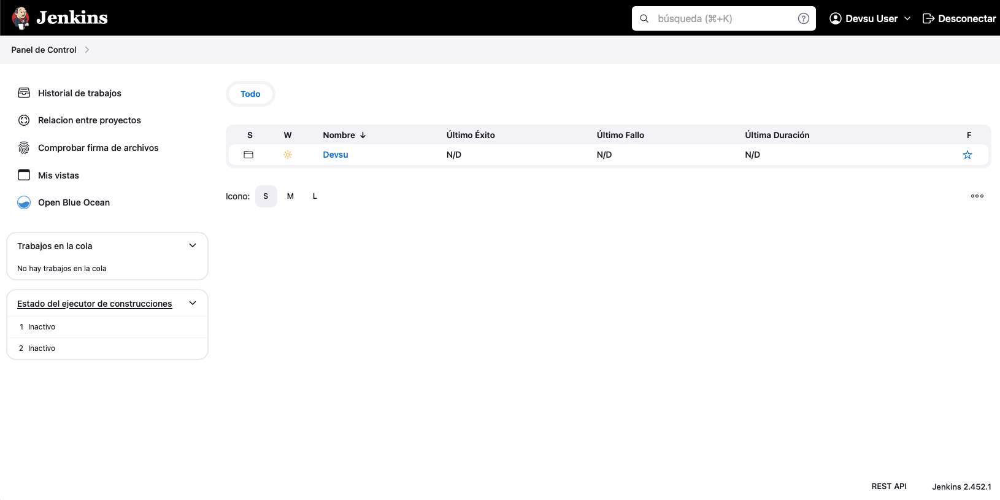 Jenkins
búsqueda (⌘+K)
Devsu User
Desconectar
Panel de Control
Historial de trabajos
Relacion entre proyectos
Comprobar firma de archivos
Mis vistas
Open Blue Ocean
Trabajos en la cola
No hay trabajos en la cola
Estado del ejecutor de construcciones
1 Inactivo
2 Inactivo
Todo
S W Nombre ↓ Último Éxito Último Fallo Última Duración F
Devsu N/D N/D N/D
Icono: S M L
REST API
Jenkins 2.452.1